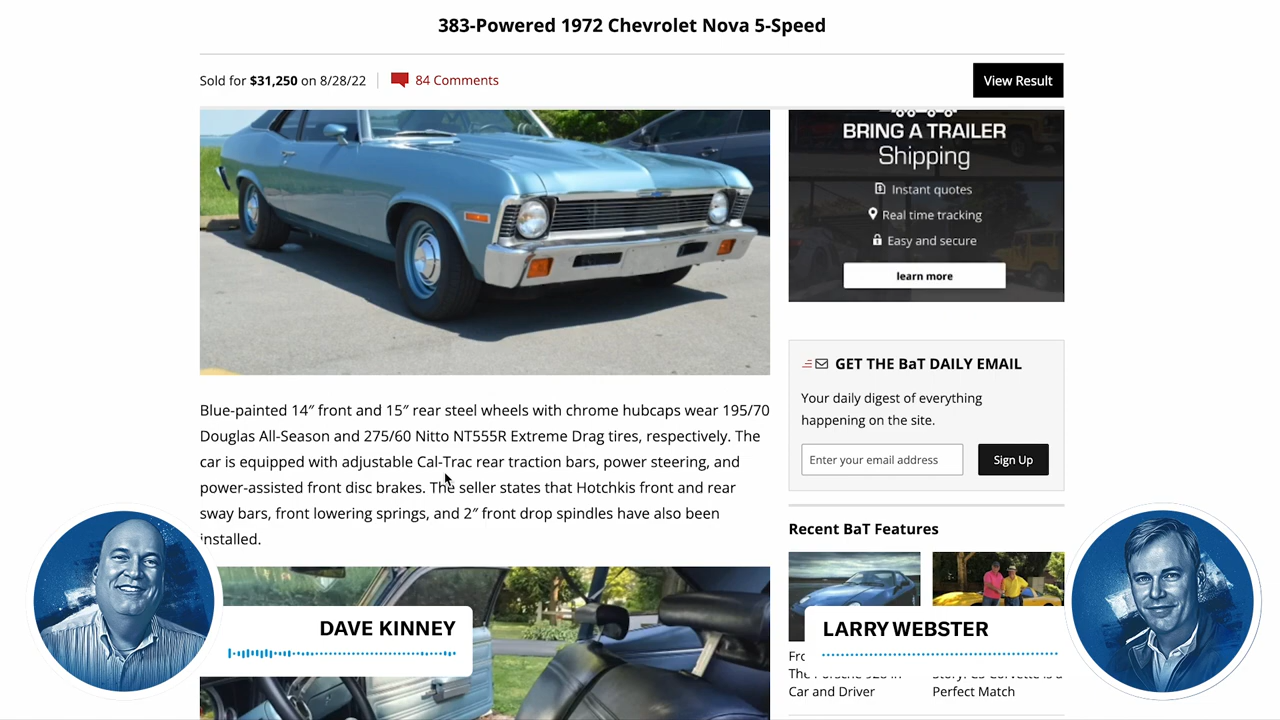 383-Powered 1972 Chevrolet Nova 5-Speed
Sold for $31,250 on 8/28/22
84 Comments
View Result
BRING A TRAILER
Shipping
Instant quotes
Real time tracking
Easy and secure
learn more
Blue-painted 14″ front and 15″ rear steel wheels with chrome hubcaps wear 195/70
Douglas All-Season and 275/60 Nitto NT555R Extreme Drag tires, respectively. The
car is equipped with adjustable Cal-Trac rear traction bars, power steering, and
power-assisted front disc brakes. The seller states that Hotchkis front and rear
sway bars, front lowering springs, and 2″ front drop spindles have also been
installed.
GET THE BaT DAILY EMAIL
Your daily digest of everything
happening on the site.
Enter your email address
Sign Up
Recent BaT Features
Car and Driver
Perfect Match
DAVE KINNEY
LARRY WEBSTER